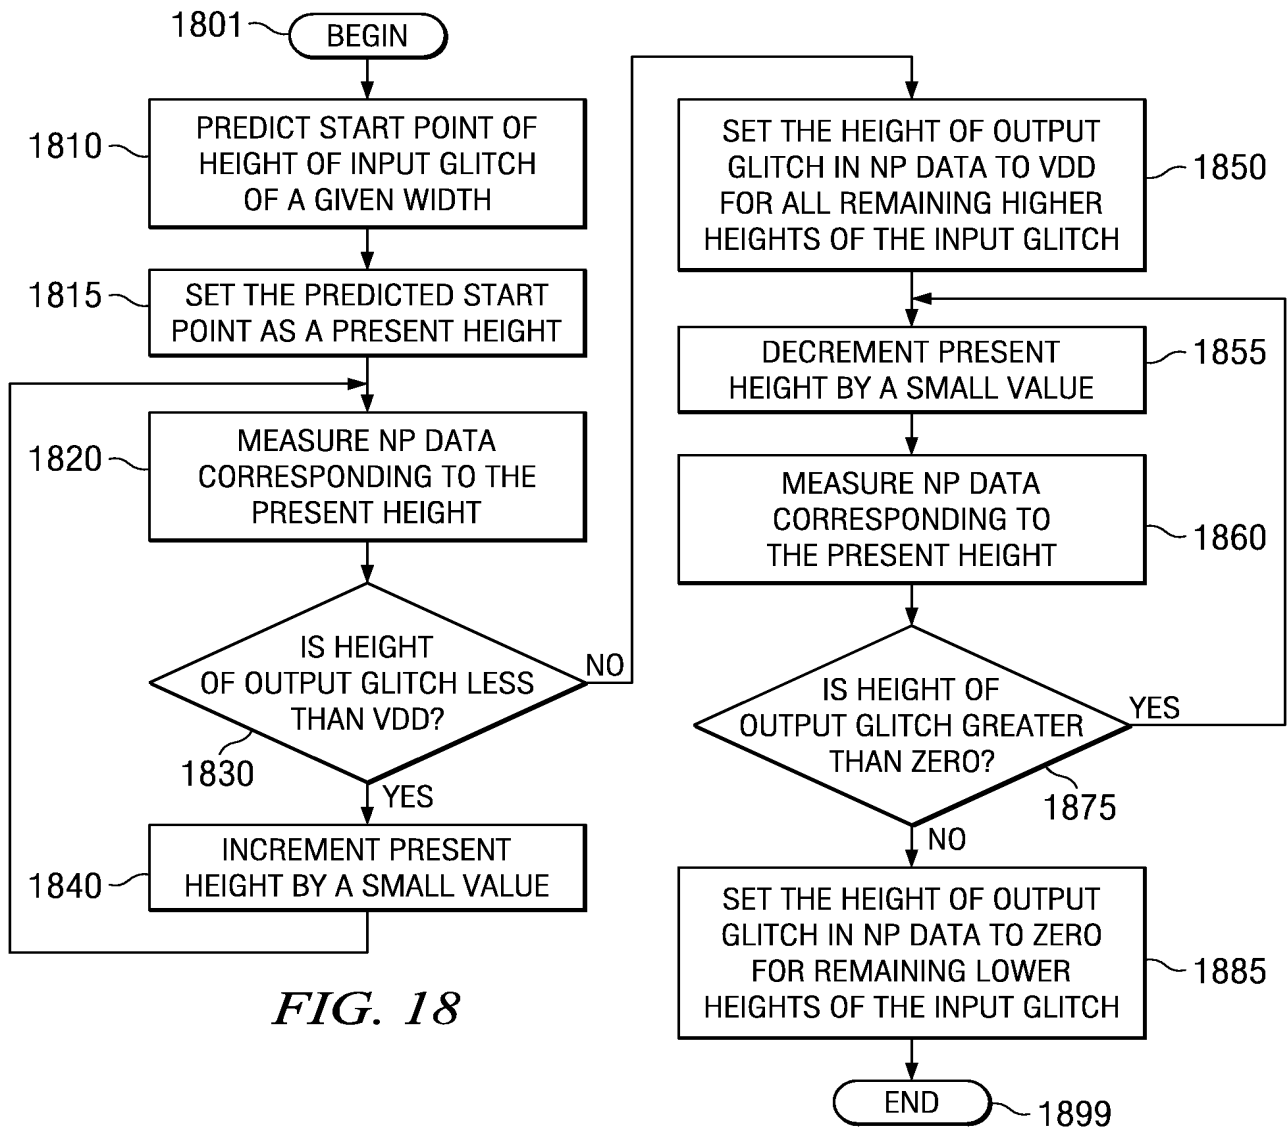 1801
BEGIN
1810
PREDICT START POINT OF
HEIGHT OF INPUT GLITCH
OF A GIVEN WIDTH
1815
SET THE PREDICTED START
POINT AS A PRESENT HEIGHT
1820
MEASURE NP DATA
CORRESPONDING TO THE
PRESENT HEIGHT
IS HEIGHT
OF OUTPUT GLITCH LESS
THAN VDD?
NO
1830
YES
1840
INCREMENT PRESENT
HEIGHT BY A SMALL VALUE
SET THE HEIGHT OF OUTPUT
GLITCH IN NP DATA TO VDD
FOR ALL REMAINING HIGHER
HEIGHTS OF THE INPUT GLITCH
1850
DECREMENT PRESENT
HEIGHT BY A SMALL VALUE
1855
MEASURE NP DATA
CORRESPONDING TO
THE PRESENT HEIGHT
1860
IS HEIGHT OF
OUTPUT GLITCH GREATER
THAN ZERO?
YES
1875
NO
SET THE HEIGHT OF OUTPUT
GLITCH IN NP DATA TO ZERO
FOR REMAINING LOWER
HEIGHTS OF THE INPUT GLITCH
1885
END
1899
FIG. 18